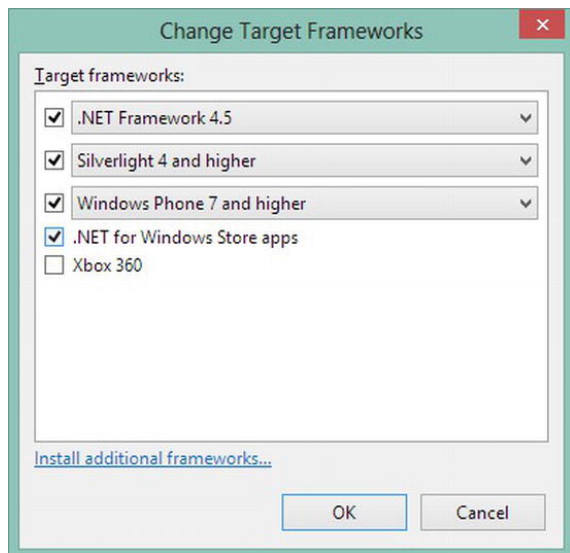 Change Target Frameworks
Target frameworks:
.NET Framework 4.5
Silverlight 4 and higher
Windows Phone 7 and higher
.NET for Windows Store apps
Xbox 360
Install additional frameworks...
OK Cancel